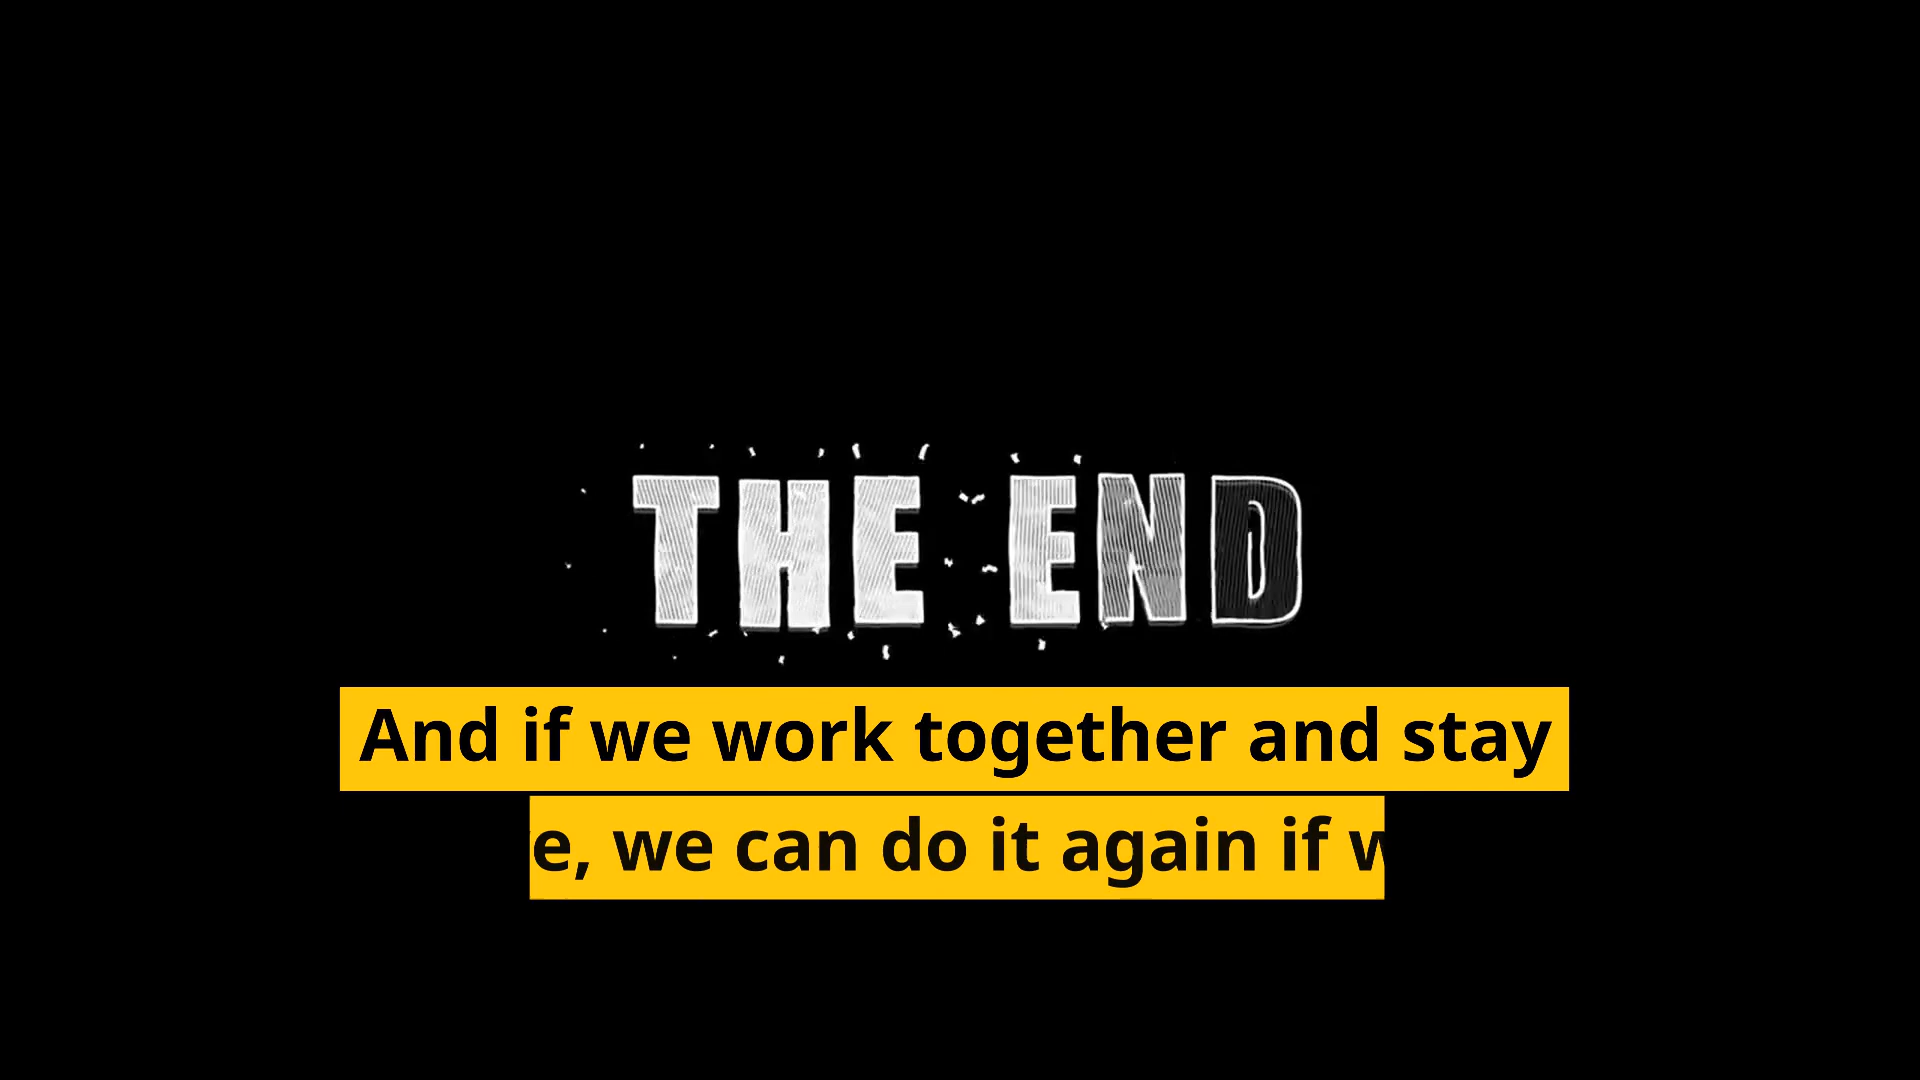 THE END
And if we work together and stay
e, we can do it again if